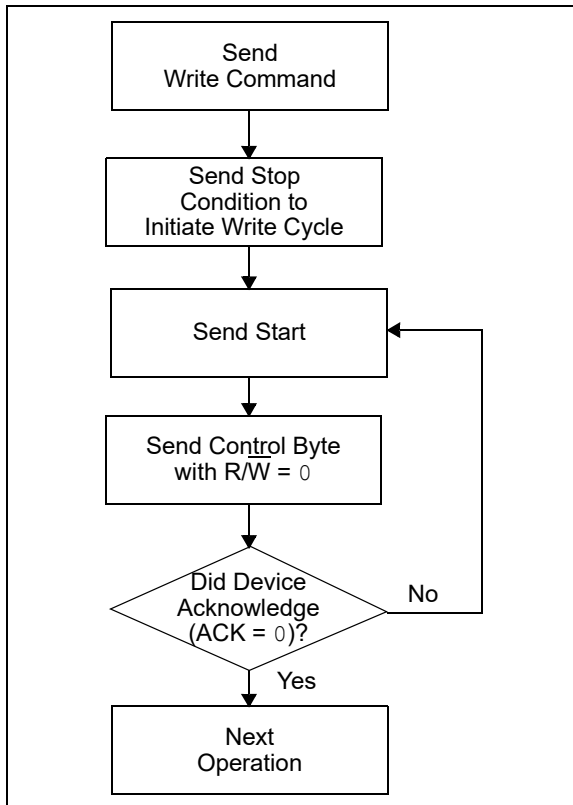 Send
Write Command
Send Stop
Condition to
Initiate Write Cycle
Send Start
Send Control Byte
with R/W̅ = 0
Did Device
Acknowledge
(ACK = 0)?
No
Yes
Next
Operation